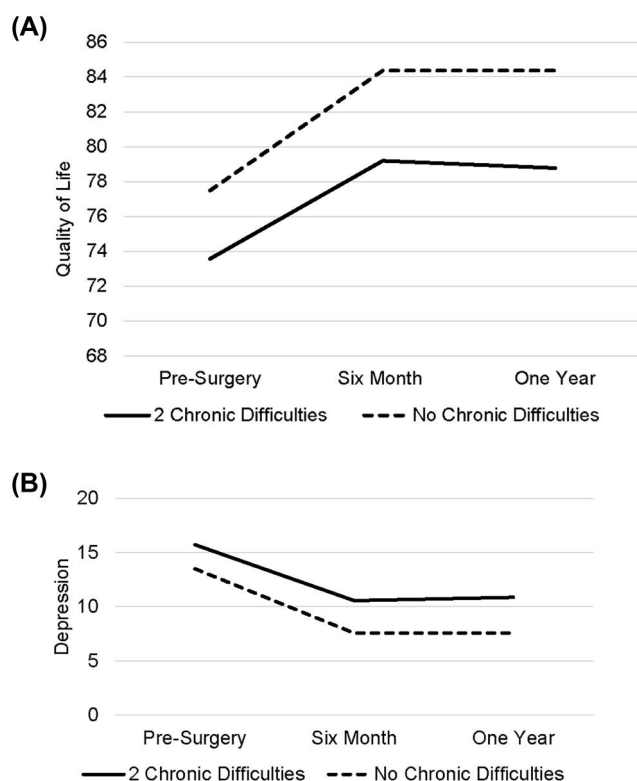 (A)
86
84
82
80
78
76
74
72
70
68
Quality of Life
Pre-Surgery Six Month One Year
2 Chronic Difficulties No Chronic Difficulties
(B)
20
15
10
5
0
Depression
Pre-Surgery Six Month One Year
2 Chronic Difficulties No Chronic Difficulties